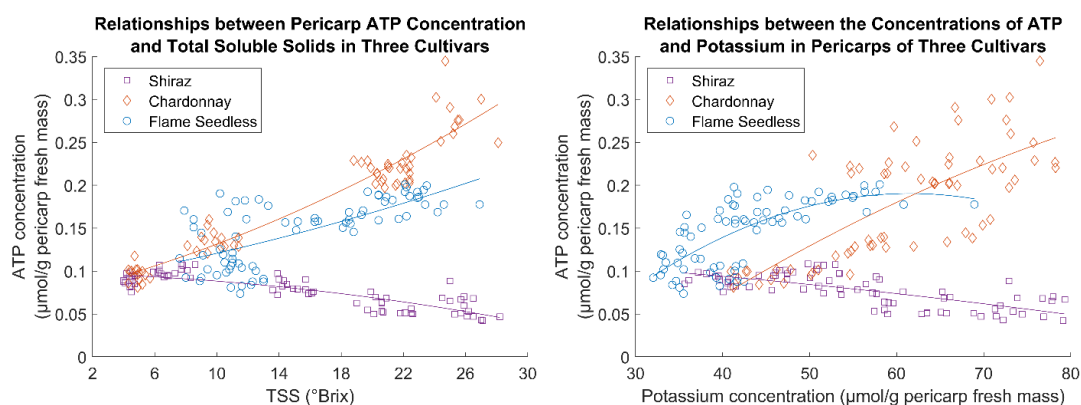 Relationships between Pericarp ATP Concentration
and Total Soluble Solids in Three Cultivars
0.35
0.3
0.25
0.2
0.15
0.1
0.05
0
ATP concentration
(μmol/g pericarp fresh mass)
Shiraz
Chardonnay
Flame Seedless
2 6 10 14 18 22 26 30
TSS (°Brix)
Relationships between the Concentrations of ATP
and Potassium in Pericarps of Three Cultivars
0.35
0.3
0.25
0.2
0.15
0.1
0.05
0
ATP concentration
(μmol/g pericarp fresh mass)
Shiraz
Chardonnay
Flame Seedless
30 40 50 60 70 80
Potassium concentration (μmol/g pericarp fresh mass)